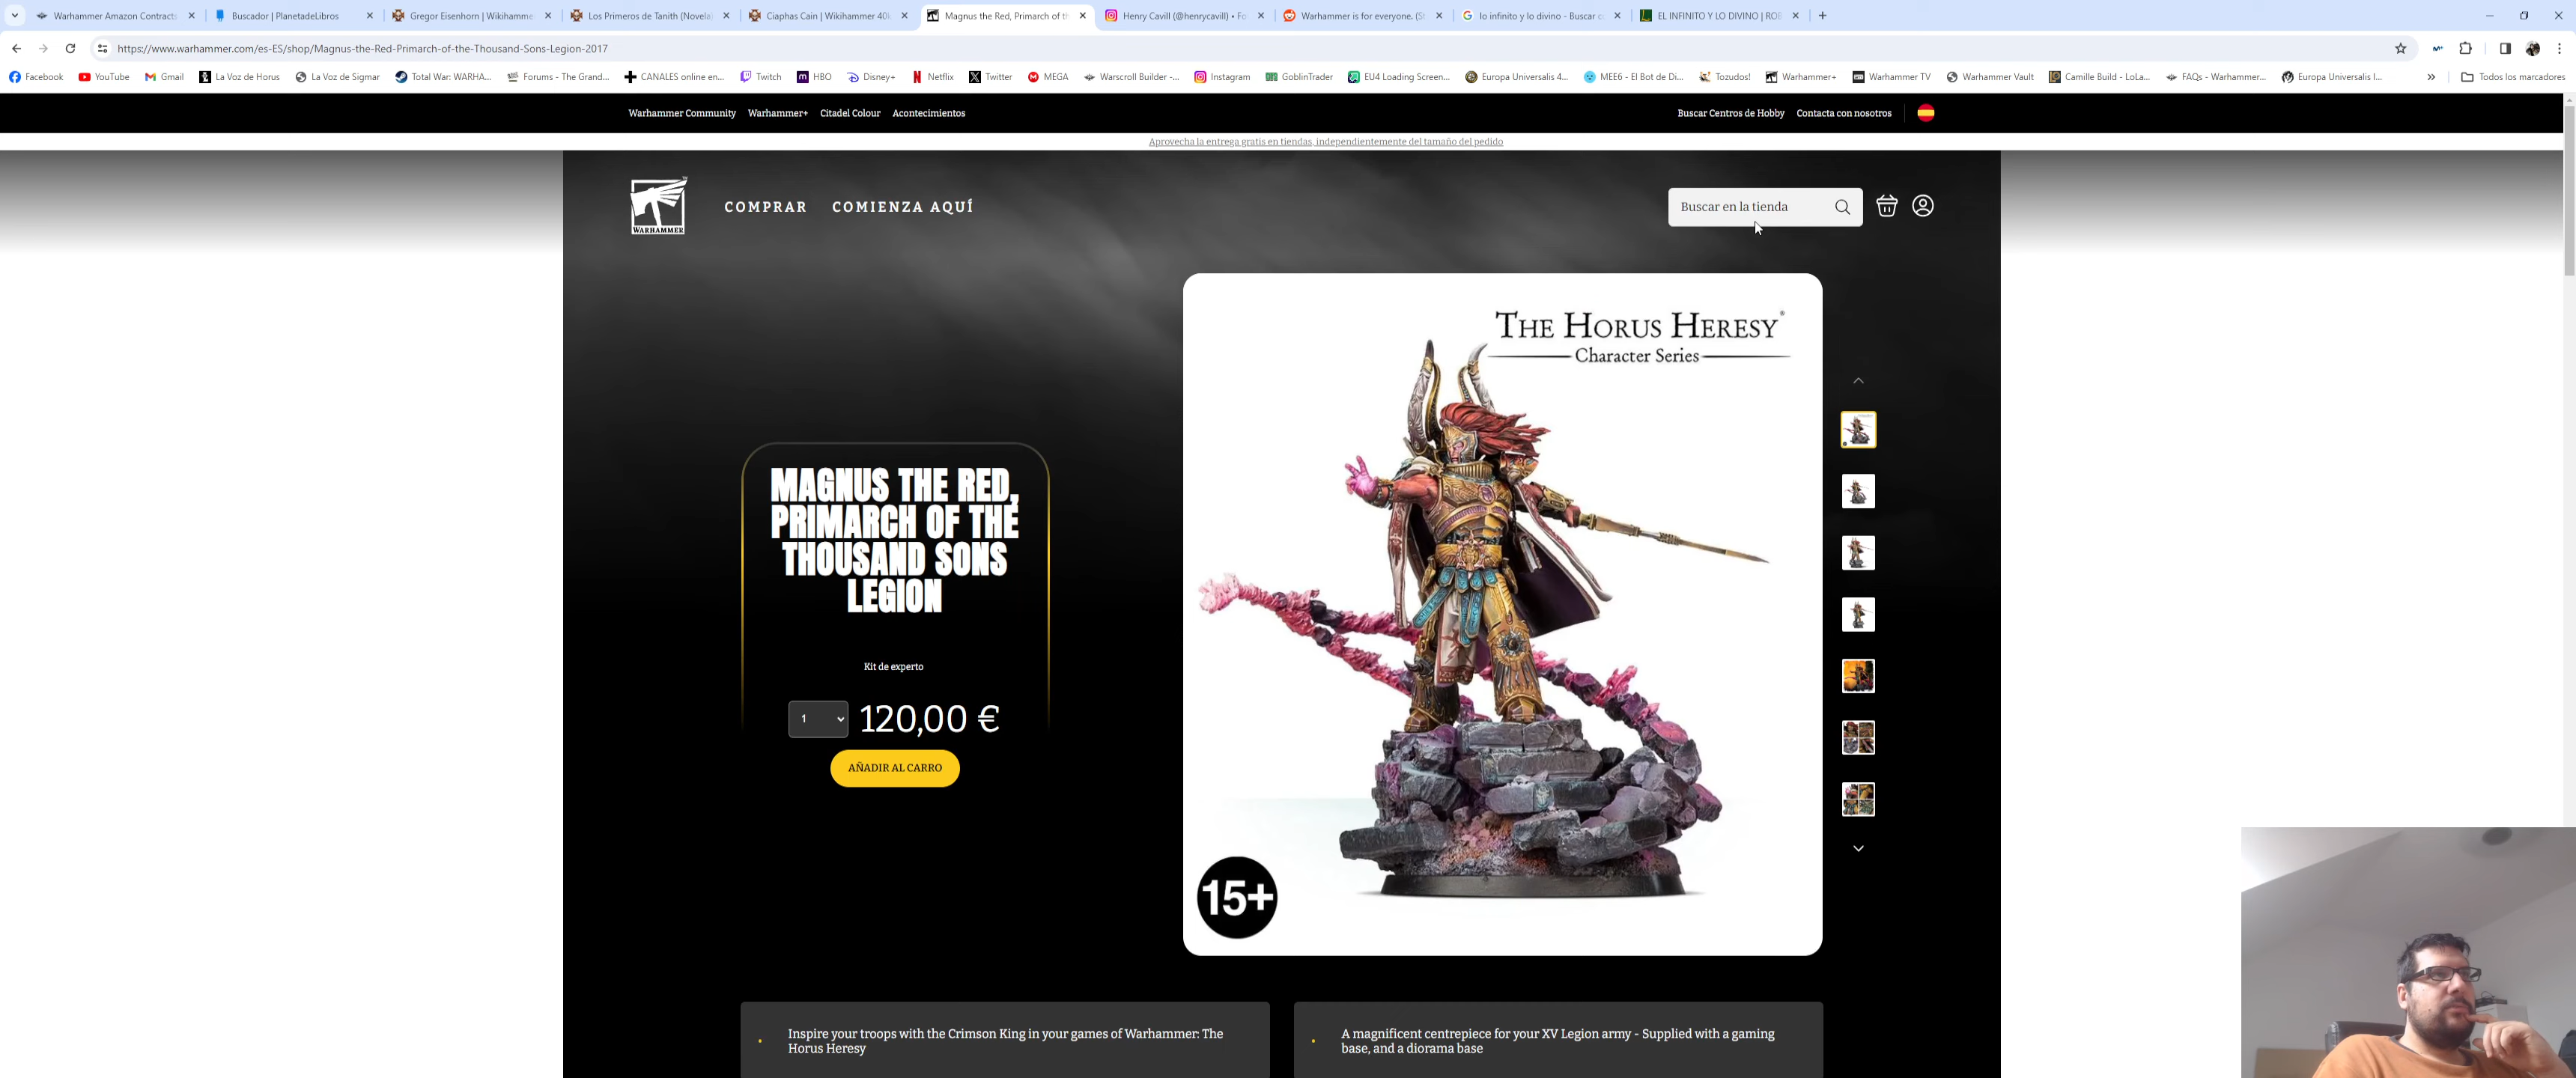 Warhammer Amazon Contracts
Buscador | PlanetadeLibros
Gregor Eisenhorn | Wikihamme
Los Primeros de Tanith (Novela)
Ciaphas Cain | Wikihammer 40
Magnus the Red, Primarch of th
Henry Cavill (@henrycavill) • Fo
Warhammer is for everyone. (St
lo infinito y lo divino - Buscar c
EL INFINITO Y LO DIVINO | ROB
https://www.warhammer.com/es-ES/shop/Magnus-the-Red-Primarch-of-the-Thousand-Sons-Legion-2017
Facebook YouTube Gmail La Voz de Horus La Voz de Sigmar Total War: WARHA... Forums - The Grand... CANALES online en... Twitch HBO Disney+ Netflix Twitter MEGA Warscroll Builder -... Instagram GoblinTrader EU4 Loading Screen... Europa Universalis 4... MEE6 - El Bot de Di... Tozudos! Warhammer+ Warhammer TV Warhammer Vault Camille Build - LoLa... FAQs - Warhammer... Europa Universalis I... » Todos los marcadores
Warhammer Community Warhammer+ Citadel Colour Acontecimientos Buscar Centros de Hobby Contacta con nosotros
Aprovecha la entrega gratis en tiendas, independientemente del tamaño del pedido
WARHAMMER
COMPRAR COMIENZA AQUÍ Buscar en la tienda
THE HORUS HERESY®
Character Series
MAGNUS THE RED,
PRIMARCH OF THE
THOUSAND SONS
LEGION
Kit de experto
1 120,00 €
AÑADIR AL CARRO
15+
Inspire your troops with the Crimson King in your games of Warhammer: The
Horus Heresy
A magnificent centrepiece for your XV Legion army - Supplied with a gaming
base, and a diorama base